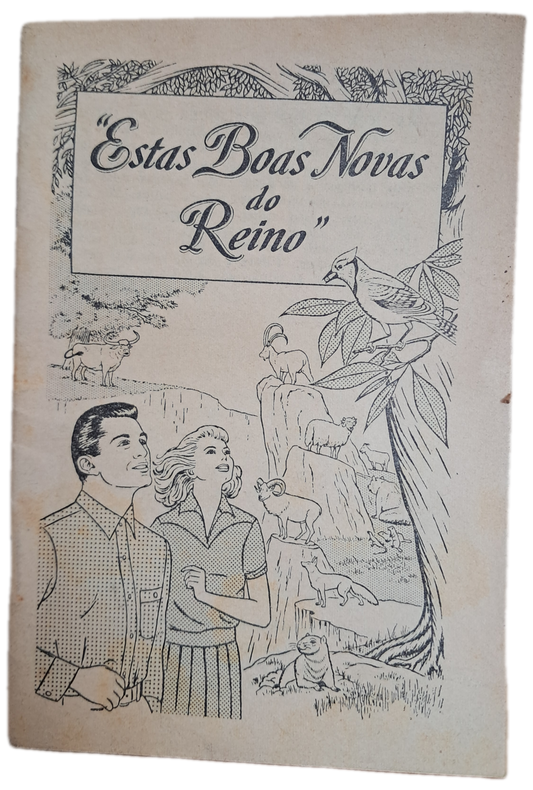 "Estas Boas Novas
do
Reino"